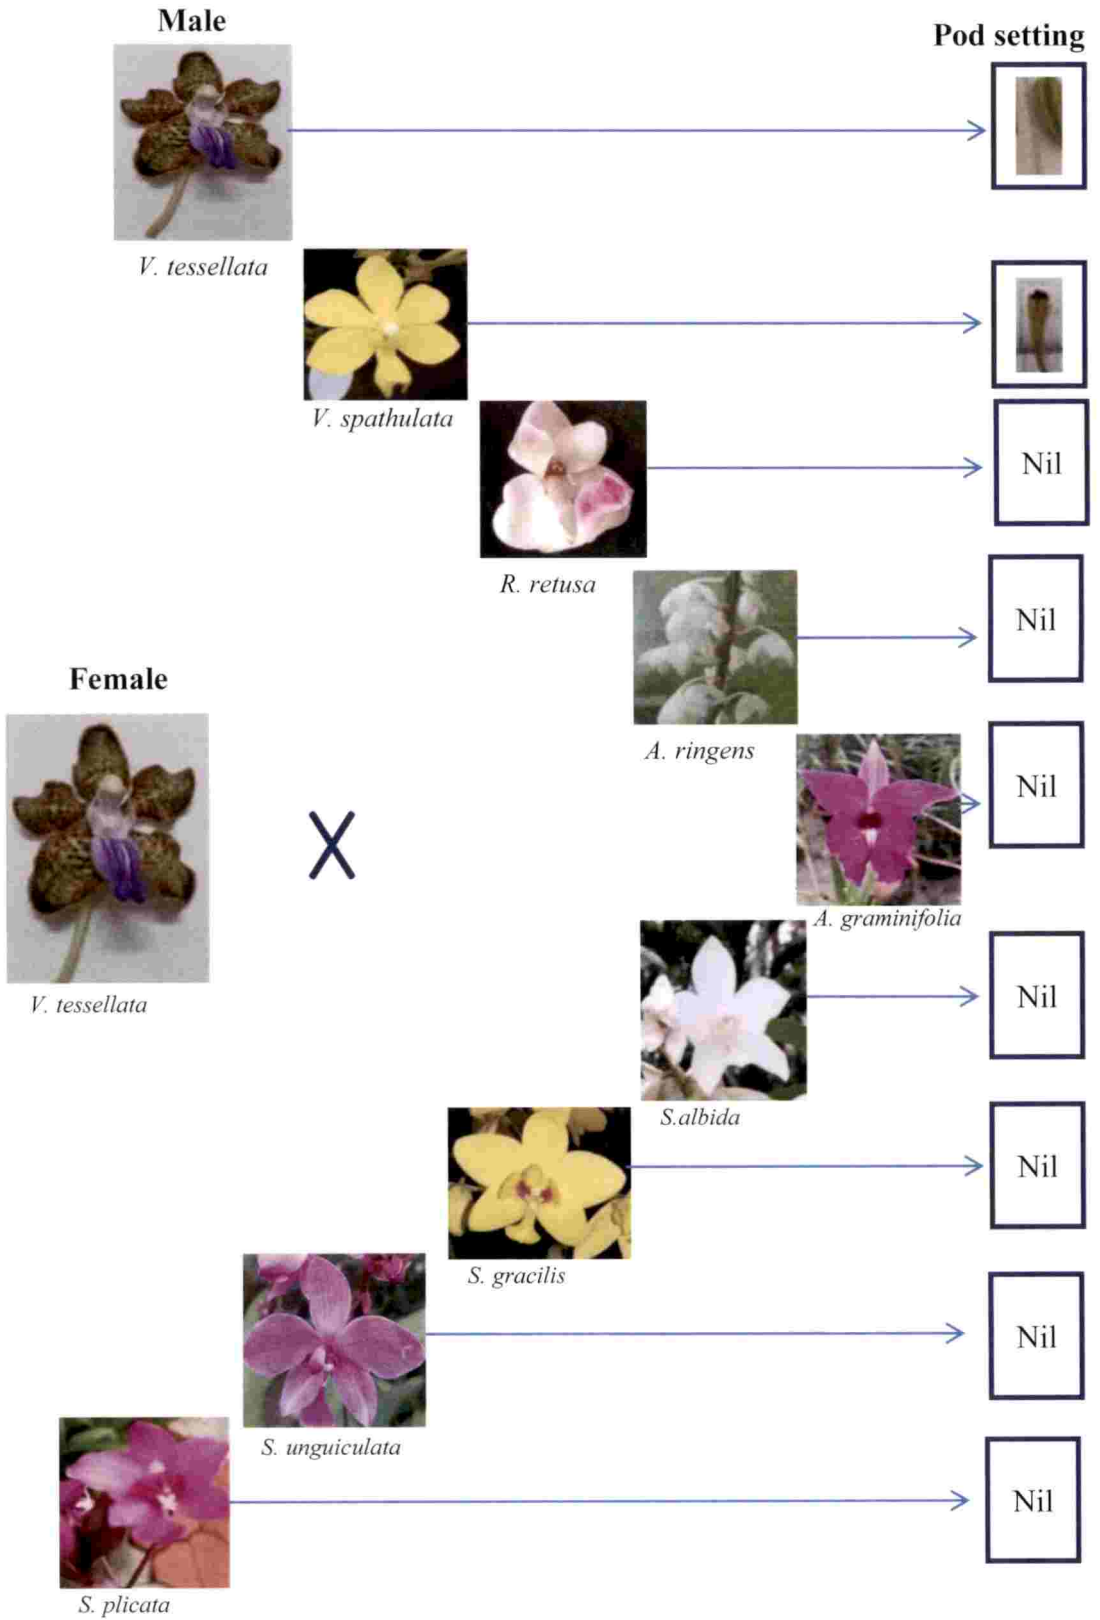 Male
Pod setting
V. tessellata
V. spathulata
R. retusa
Nil
A. ringens
Nil
Female
V. tessellata
X
A. graminifolia
Nil
S.albida
Nil
S. gracilis
Nil
S. unguiculata
Nil
S. plicata
Nil